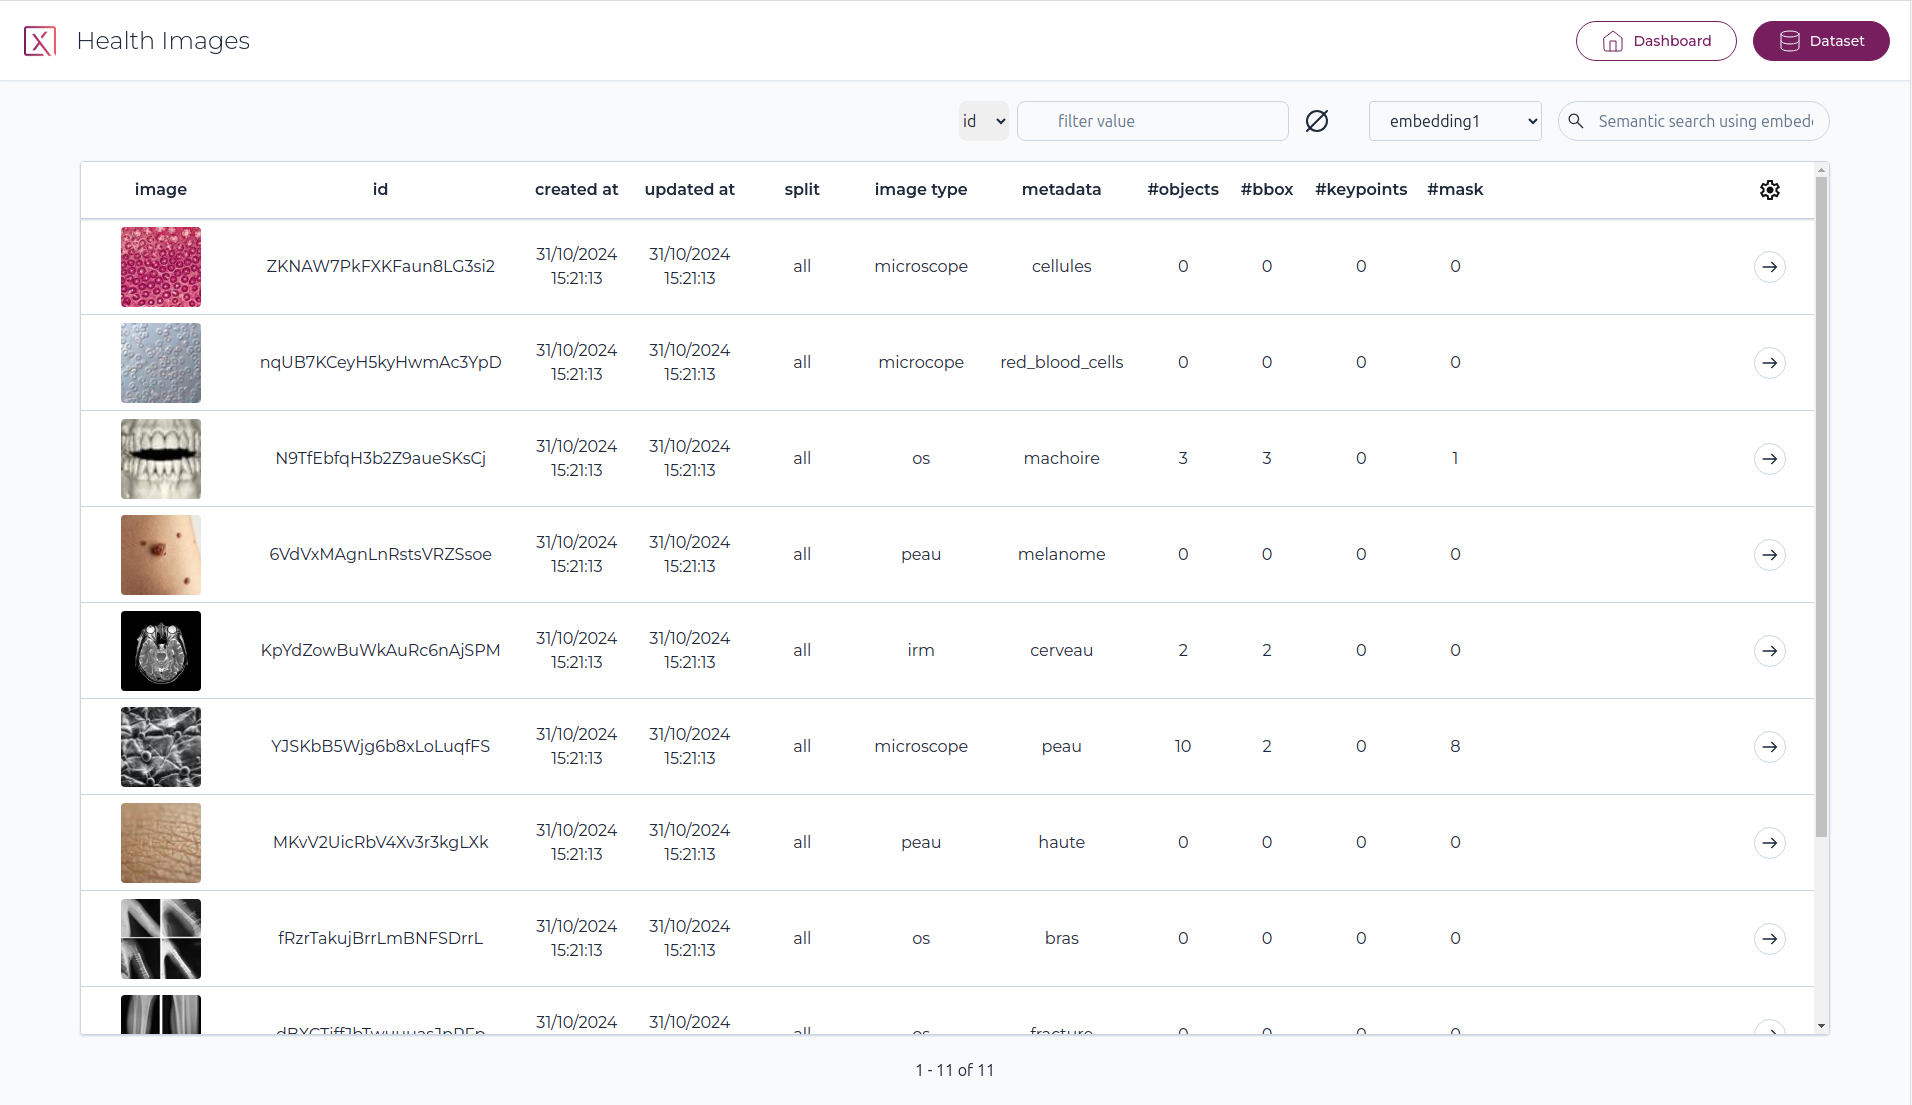 Health Images
Dashboard
Dataset
id
filter value
embedding1
Semantic search using embed
image id created at updated at split image type metadata #objects #bbox #keypoints #mask
ZKNAW7PkFXKFaun8LG3si2 31/10/2024 15:21:13 31/10/2024 15:21:13 all microscope cellules 0 0 0 0
nqUB7KCeyH5kyHwmAc3YpD 31/10/2024 15:21:13 31/10/2024 15:21:13 all microcope red_blood_cells 0 0 0 0
N9TfEbfqH3b2Z9aueSKsCj 31/10/2024 15:21:13 31/10/2024 15:21:13 all os machoire 3 3 0 1
6VdVxMAgnLnRstsVRZSsoe 31/10/2024 15:21:13 31/10/2024 15:21:13 all peau melanome 0 0 0 0
KpYdZowBuWkAuRc6nAjSPM 31/10/2024 15:21:13 31/10/2024 15:21:13 all irm cerveau 2 2 0 0
YJSKbB5Wjg6b8xLoLuqfFS 31/10/2024 15:21:13 31/10/2024 15:21:13 all microscope peau 10 2 0 8
MKvV2UicRbV4Xv3r3kgLXk 31/10/2024 15:21:13 31/10/2024 15:21:13 all peau haute 0 0 0 0
fRzrTakujBrrLmBNFSDrrL 31/10/2024 15:21:13 31/10/2024 15:21:13 all os bras 0 0 0 0
31/10/2024 31/10/2024 all os fracture 0 0 0 0
1 - 11 of 11